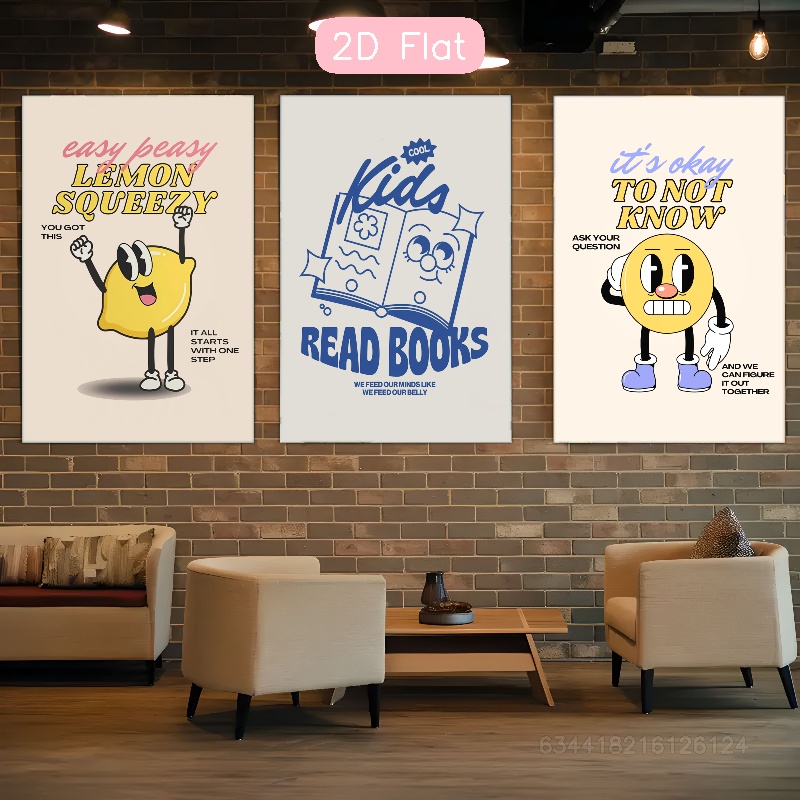 2D Flat
easy peasy
LEMON
SQUEEZY
YOU GOT
THIS
IT ALL
STARTS
WITH ONE
STEP
COOL
Kids
READ BOOKS
WE FEED OUR MINDS LIKE
WE FEED OUR BELLY
it's okay
TO NOT
KNOW
ASK YOUR
QUESTION
AND WE
CAN FIGURE
IT OUT
TOGETHER
634418216126124